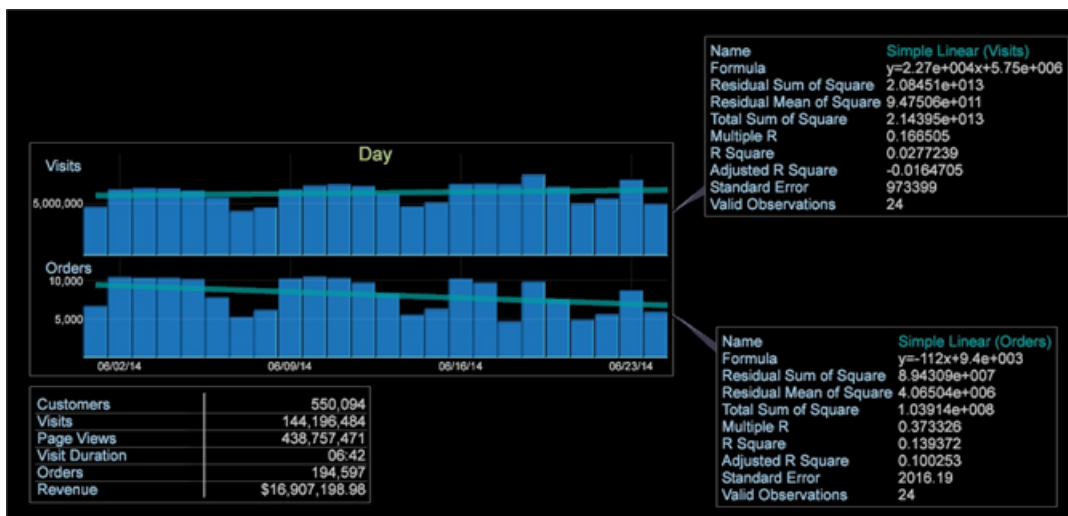 Name Simple Linear (Visits)
Formula y=2.27e+004x+5.75e+006
Residual Sum of Square 2.08451e+013
Residual Mean of Square 9.47506e+011
Total Sum of Square 2.14395e+013
Multiple R 0.166505
R Square 0.0277239
Adjusted R Square -0.0164705
Standard Error 973399
Valid Observations 24
Day
Visits
5,000,000
Orders
10,000
5,000
06/02/14 06/09/14 06/16/14 06/23/14
Name Simple Linear (Orders)
Formula y=-112x+9.4e+003
Residual Sum of Square 8.94309e+007
Residual Mean of Square 4.06504e+006
Total Sum of Square 1.03914e+008
Multiple R 0.373326
R Square 0.139372
Adjusted R Square 0.100253
Standard Error 2016.19
Valid Observations 24
Customers 550,094
Visits 144,196,484
Page Views 438,757,471
Visit Duration 06:42
Orders 194,597
Revenue $16,907,198.98